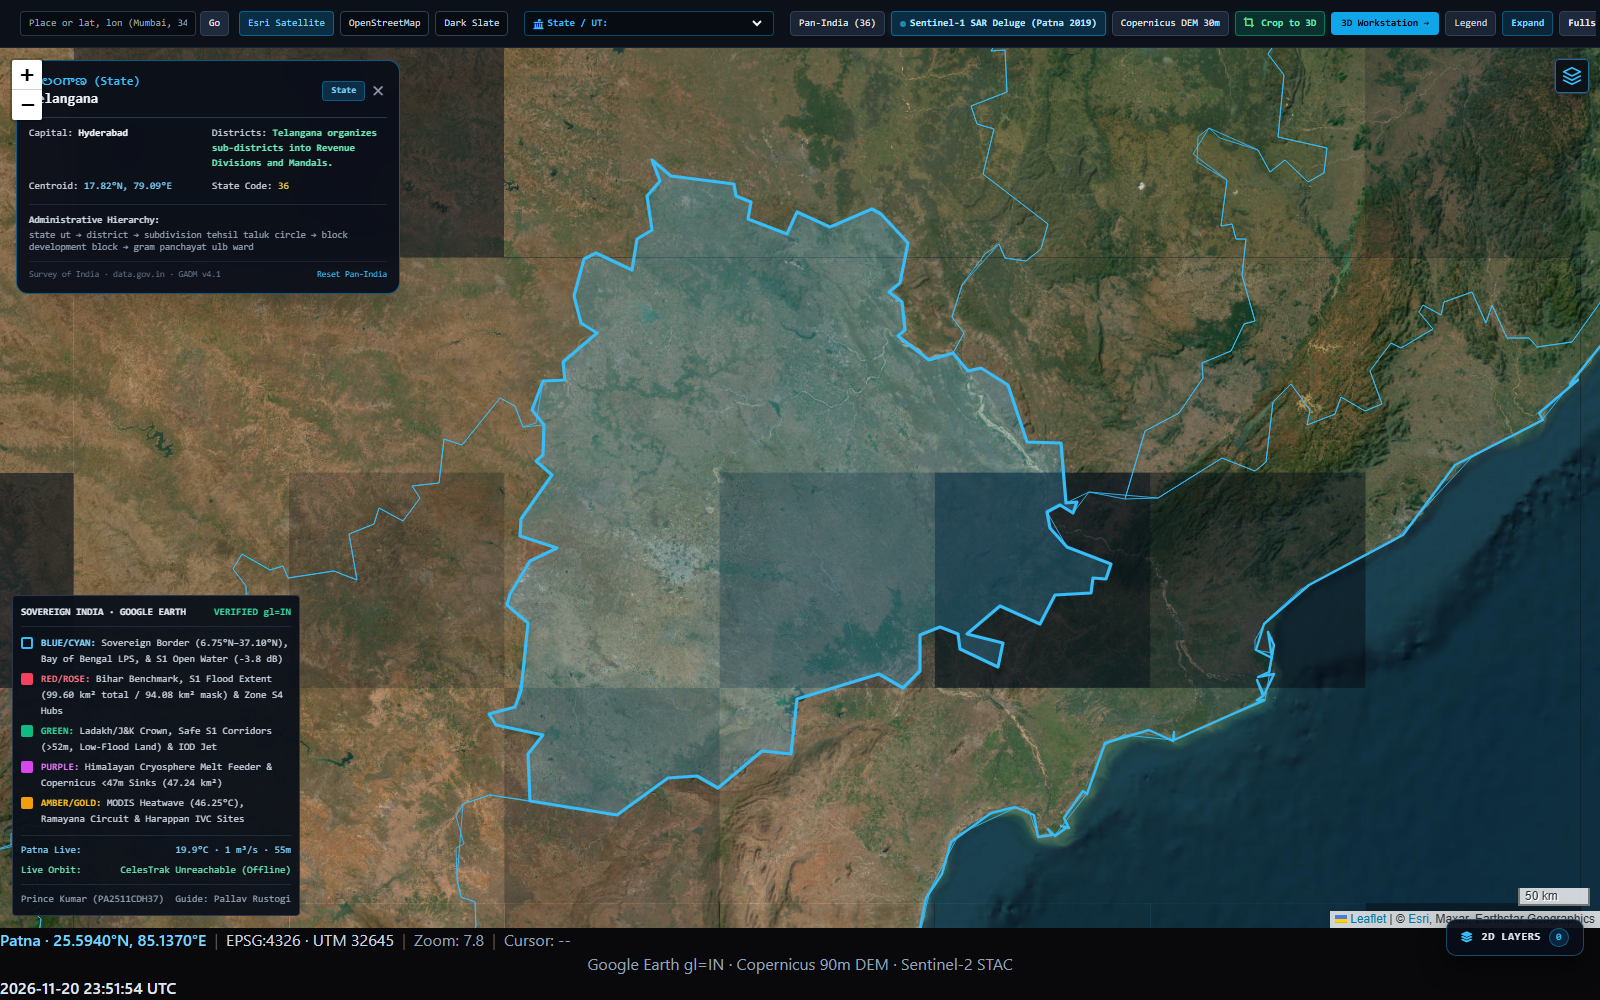 Place or lat, lon (Mumbai, 34
Go
Esri Satellite
OpenStreetMap
Dark Slate
State / UT:
Pan-India (36)
Sentinel-1 SAR Deluge (Patna 2019)
Copernicus DEM 30m
Crop to 3D
3D Workstation →
Legend
Expand
Fulls
+
−
(State)
elangana
State
Capital: Hyderabad
Districts: Telangana organizes
sub-districts into Revenue
Divisions and Mandals.
Centroid: 17.82°N, 79.09°E
State Code: 36
Administrative Hierarchy:
state ut → district → subdivision tehsil taluk circle → block
development block → gram panchayat ulb ward
Survey of India · data.gov.in · GADM v4.1
Reset Pan-India
SOVEREIGN INDIA · GOOGLE EARTH
VERIFIED gl=IN
BLUE/CYAN: Sovereign Border (6.75°N–37.10°N),
Bay of Bengal LPS, & S1 Open Water (-3.8 dB)
RED/ROSE: Bihar Benchmark, S1 Flood Extent
(99.60 km² total / 94.08 km² mask) & Zone S4
Hubs
GREEN: Ladakh/J&K Crown, Safe S1 Corridors
(>52m, Low-Flood Land) & IOD Jet
PURPLE: Himalayan Cryosphere Melt Feeder &
Copernicus <47m Sinks (47.24 km²)
AMBER/GOLD: MODIS Heatwave (46.25°C),
Ramayana Circuit & Harappan IVC Sites
Patna Live:
19.9°C · 1 m³/s · 55m
Live Orbit:
CelesTrak Unreachable (Offline)
Prince Kumar (PA2511CDH37)
Guide: Pallav Rustogi
50 km
Leaflet | © Esri, Maxar, Earthstar Geographics
Patna · 25.5940°N, 85.1370°E | EPSG:4326 · UTM 32645 | Zoom: 7.8 | Cursor: --
2D LAYERS 0
Google Earth gl=IN · Copernicus 90m DEM · Sentinel-2 STAC
2026-11-20 23:51:54 UTC